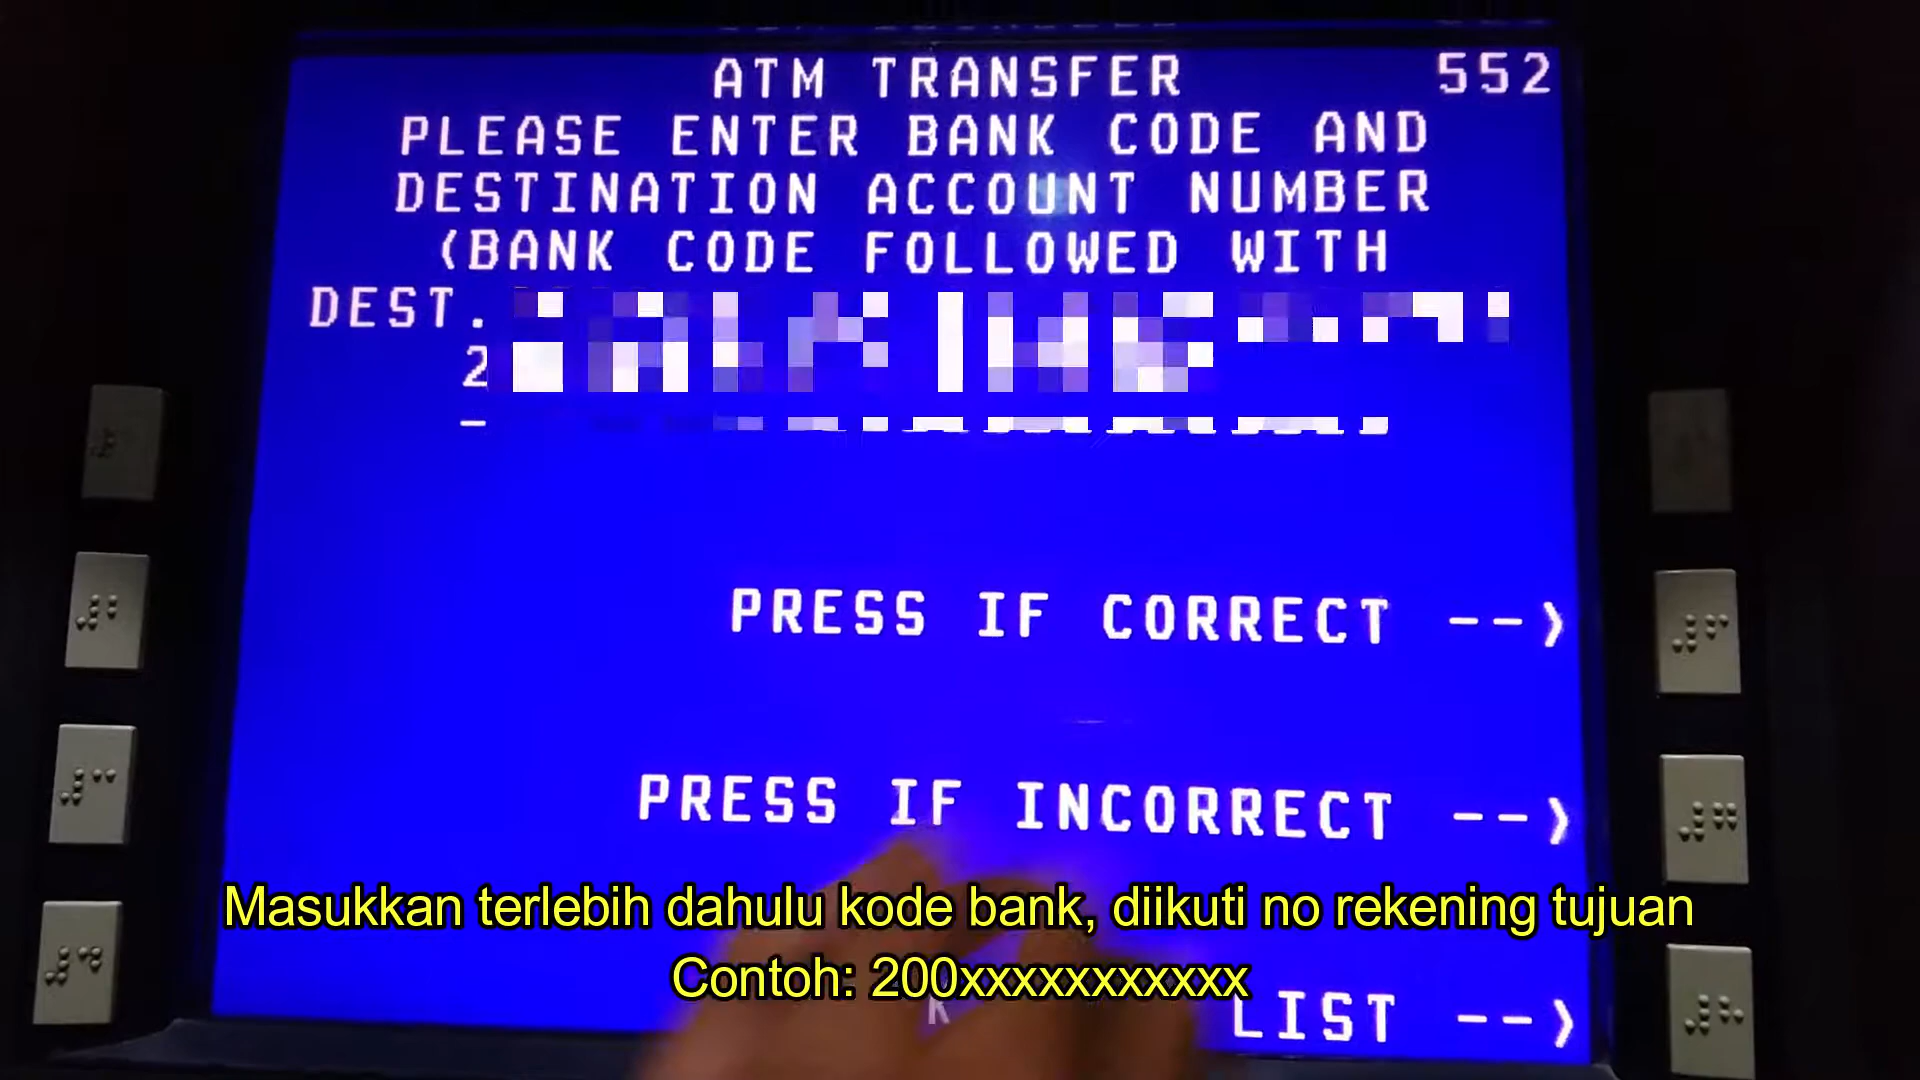 ATM TRANSFER 552
PLEASE ENTER BANK CODE AND
DESTINATION ACCOUNT NUMBER
(BANK CODE FOLLOWED WITH
DEST.
2
PRESS IF CORRECT -->
PRESS IF INCORRECT -->
Masukkan terlebih dahulu kode bank, diikuti no rekening tujuan
Contoh: 200xxxxxxxxxxx
LIST -->